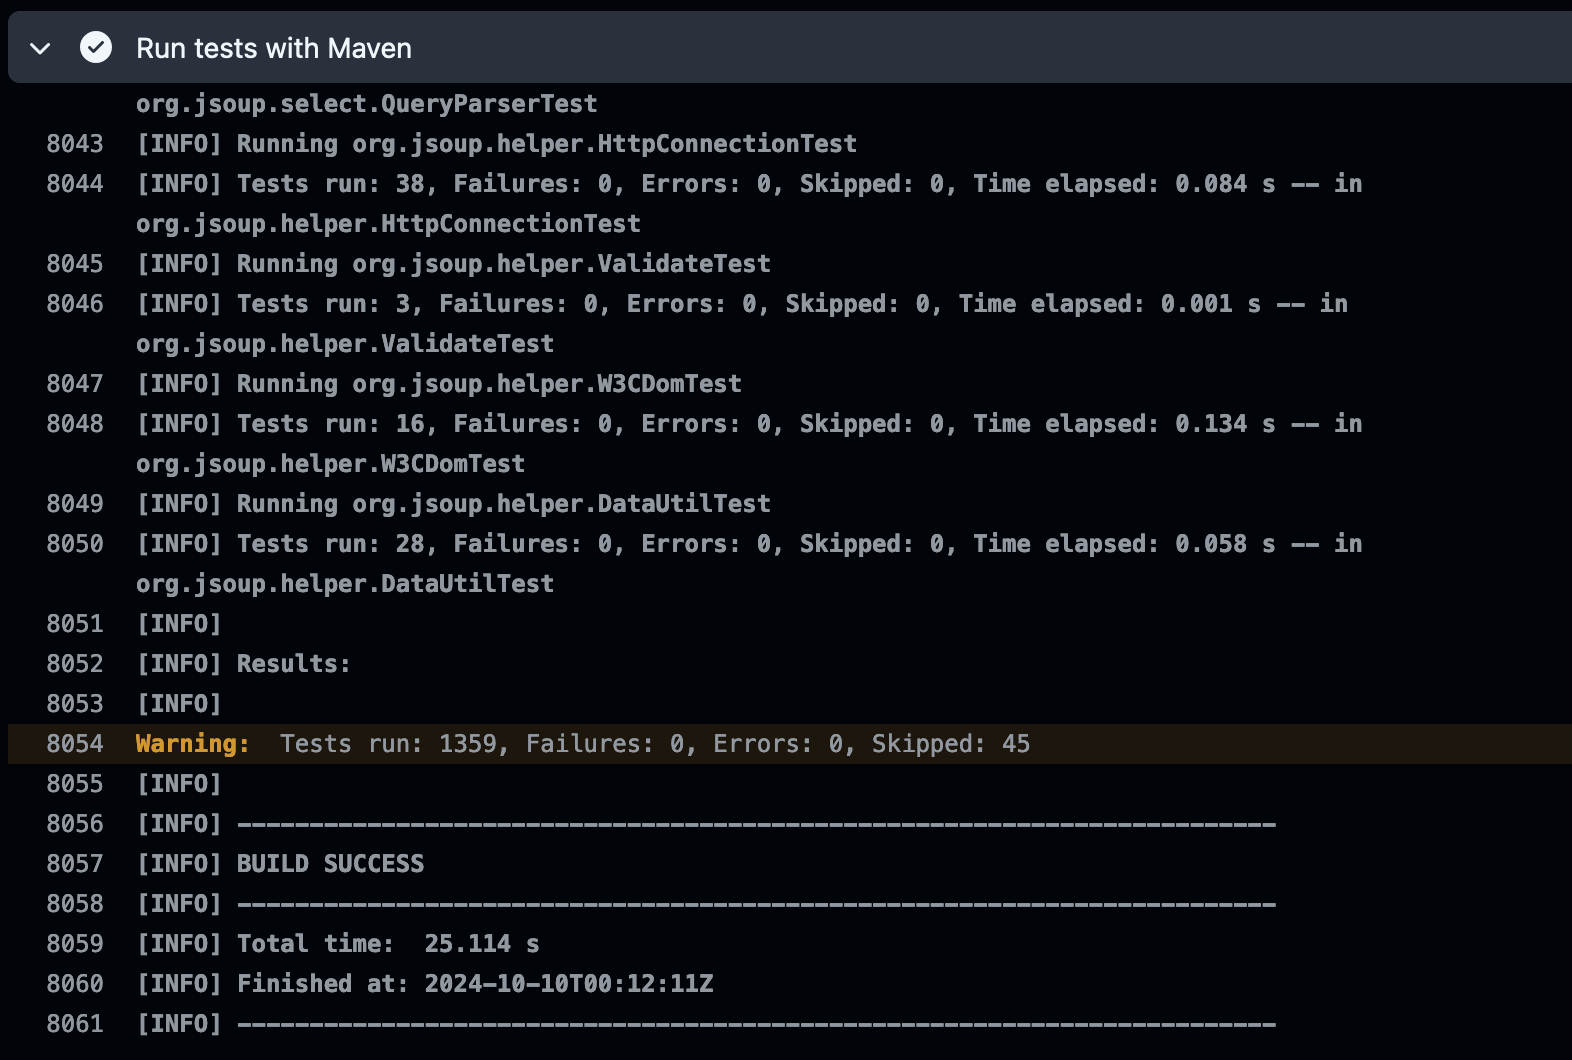 Run tests with Maven
org.jsoup.select.QueryParserTest
8043 [INFO] Running org.jsoup.helper.HttpConnectionTest
8044 [INFO] Tests run: 38, Failures: 0, Errors: 0, Skipped: 0, Time elapsed: 0.084 s -- in
org.jsoup.helper.HttpConnectionTest
8045 [INFO] Running org.jsoup.helper.ValidateTest
8046 [INFO] Tests run: 3, Failures: 0, Errors: 0, Skipped: 0, Time elapsed: 0.001 s -- in
org.jsoup.helper.ValidateTest
8047 [INFO] Running org.jsoup.helper.W3CDomTest
8048 [INFO] Tests run: 16, Failures: 0, Errors: 0, Skipped: 0, Time elapsed: 0.134 s -- in
org.jsoup.helper.W3CDomTest
8049 [INFO] Running org.jsoup.helper.DataUtilTest
8050 [INFO] Tests run: 28, Failures: 0, Errors: 0, Skipped: 0, Time elapsed: 0.058 s -- in
org.jsoup.helper.DataUtilTest
8051 [INFO]
8052 [INFO] Results:
8053 [INFO]
8054 Warning:  Tests run: 1359, Failures: 0, Errors: 0, Skipped: 45
8055 [INFO]
8056 [INFO] ------------------------------------------------------------------------
8057 [INFO] BUILD SUCCESS
8058 [INFO] ------------------------------------------------------------------------
8059 [INFO] Total time:  25.114 s
8060 [INFO] Finished at: 2024-10-10T00:12:11Z
8061 [INFO] ------------------------------------------------------------------------